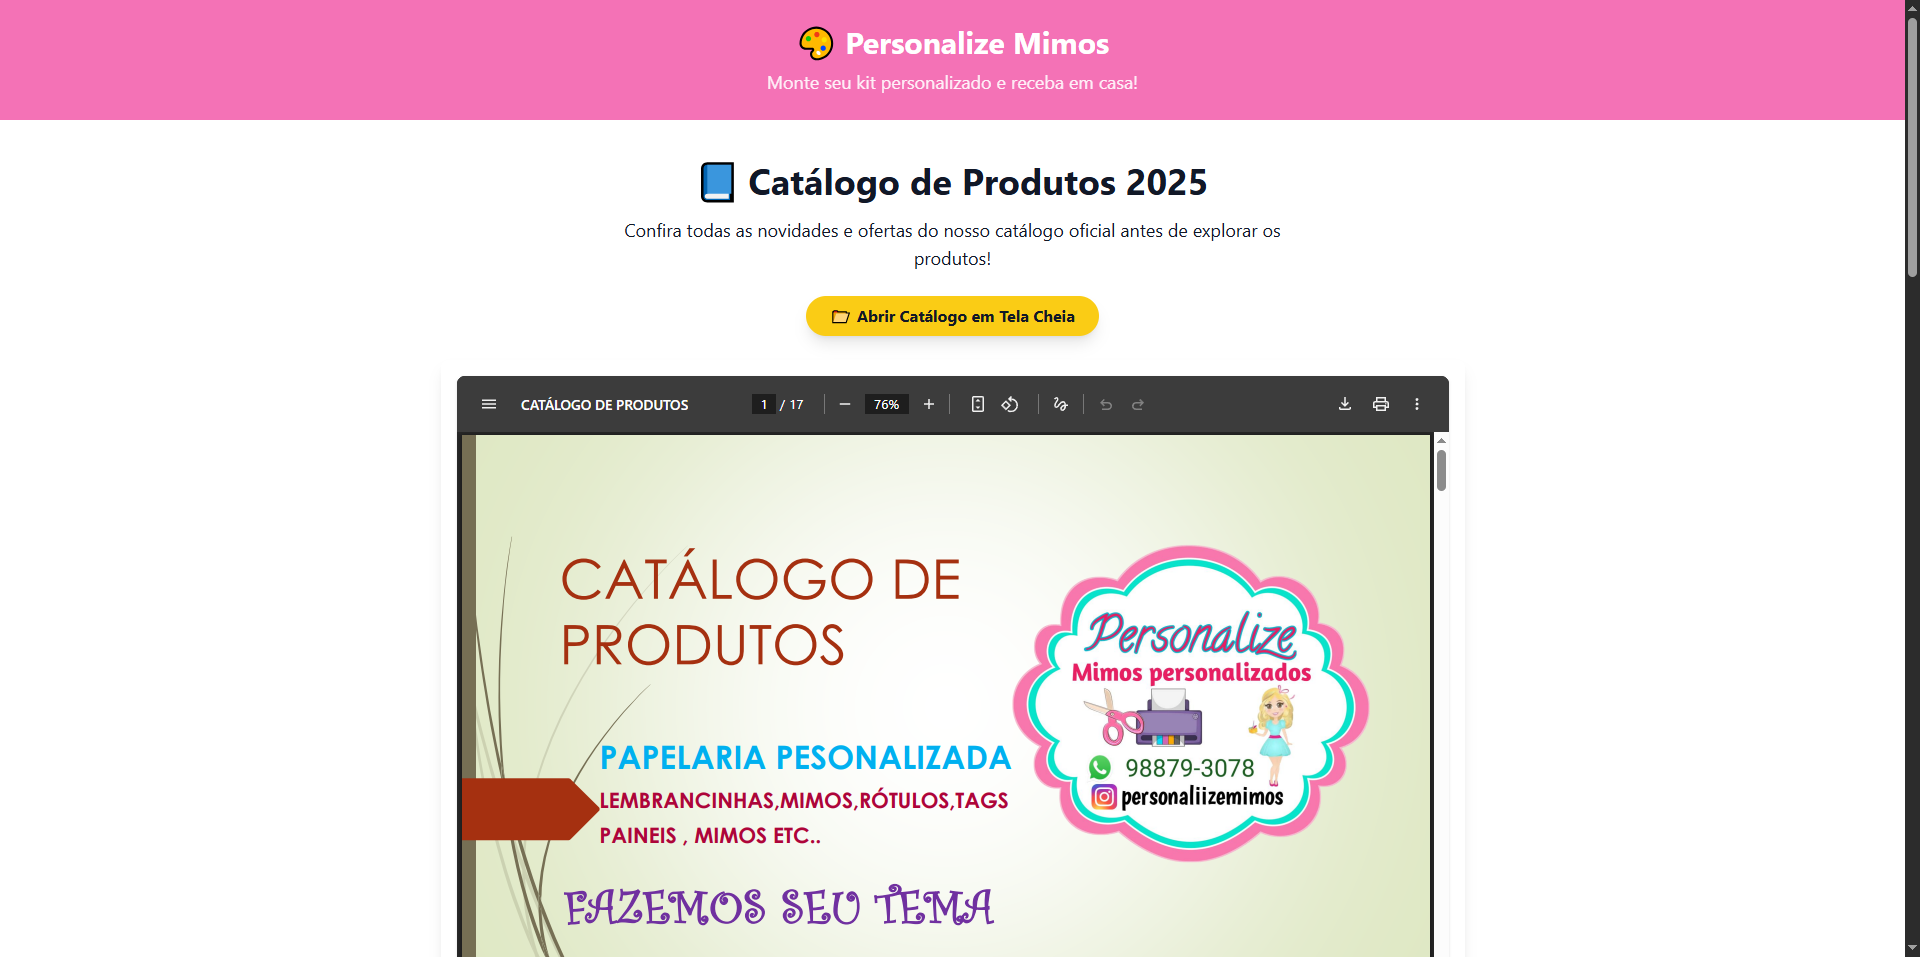 🎨 Personalize Mimos
Monte seu kit personalizado e receba em casa!
📘 Catálogo de Produtos 2025
Confira todas as novidades e ofertas do nosso catálogo oficial antes de explorar os
produtos!
Abrir Catálogo em Tela Cheia
CATÁLOGO DE PRODUTOS
1 / 17
76%
CATÁLOGO DE
PRODUTOS
PAPELARIA PESONALIZADA
LEMBRANCINHAS,MIMOS,RÓTULOS,TAGS
PAINEIS , MIMOS ETC..
FAZEMOS SEU TEMA
Personalize
Mimos personalizados
98879-3078
personaliizemimos